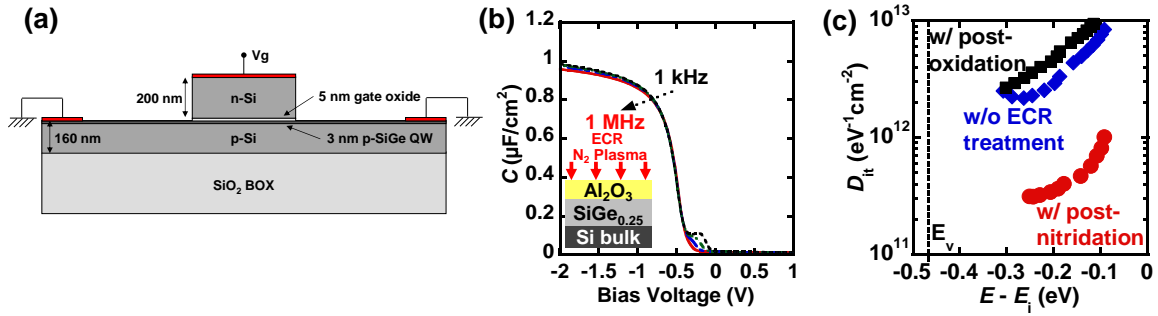 (a)
Vg
200 nm
n-Si
5 nm gate oxide
160 nm
p-Si
3 nm p-SiGe QW
SiO2 BOX
(b)
C (µF/cm2)
1.2
1
0.8
0.6
0.4
0.2
0
1 kHz
1 MHz
ECR
N2 Plasma
Al2O3
SiGe0.25
Si bulk
-2 -1.5 -1 -0.5 0 0.5 1
Bias Voltage (V)
(c)
Dit (eV-1cm-2)
10^13
10^12
10^11
w/ post-
oxidation
w/o ECR
treatment
w/ post-
nitridation
Ev
-0.5 -0.4 -0.3 -0.2 -0.1 0
E - Ei (eV)